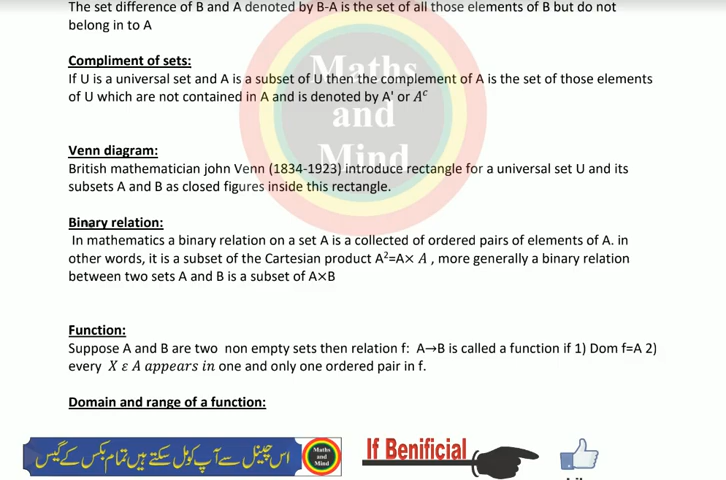 The set difference of B and A denoted by B-A is the set of all those elements of B but do not
belong in to A
Compliment of sets:
If U is a universal set and A is a subset of U then the complement of A is the set of those elements
of U which are not contained in A and is denoted by A' or Aᶜ
Maths
and
Mind
Venn diagram:
British mathematician john Venn (1834-1923) introduce rectangle for a universal set U and its
subsets A and B as closed figures inside this rectangle.
Binary relation:
In mathematics a binary relation on a set A is a collected of ordered pairs of elements of A. in
other words, it is a subset of the Cartesian product A²=A× A , more generally a binary relation
between two sets A and B is a subset of A×B
Function:
Suppose A and B are two non empty sets then relation f: A→B is called a function if 1) Dom f=A 2)
every X ε A appears in one and only one ordered pair in f.
Domain and range of a function:
اس چینل سے آپ کو مل سکتے ہیں تمام بکس کے گیس
Maths
and
Mind
If Benificial